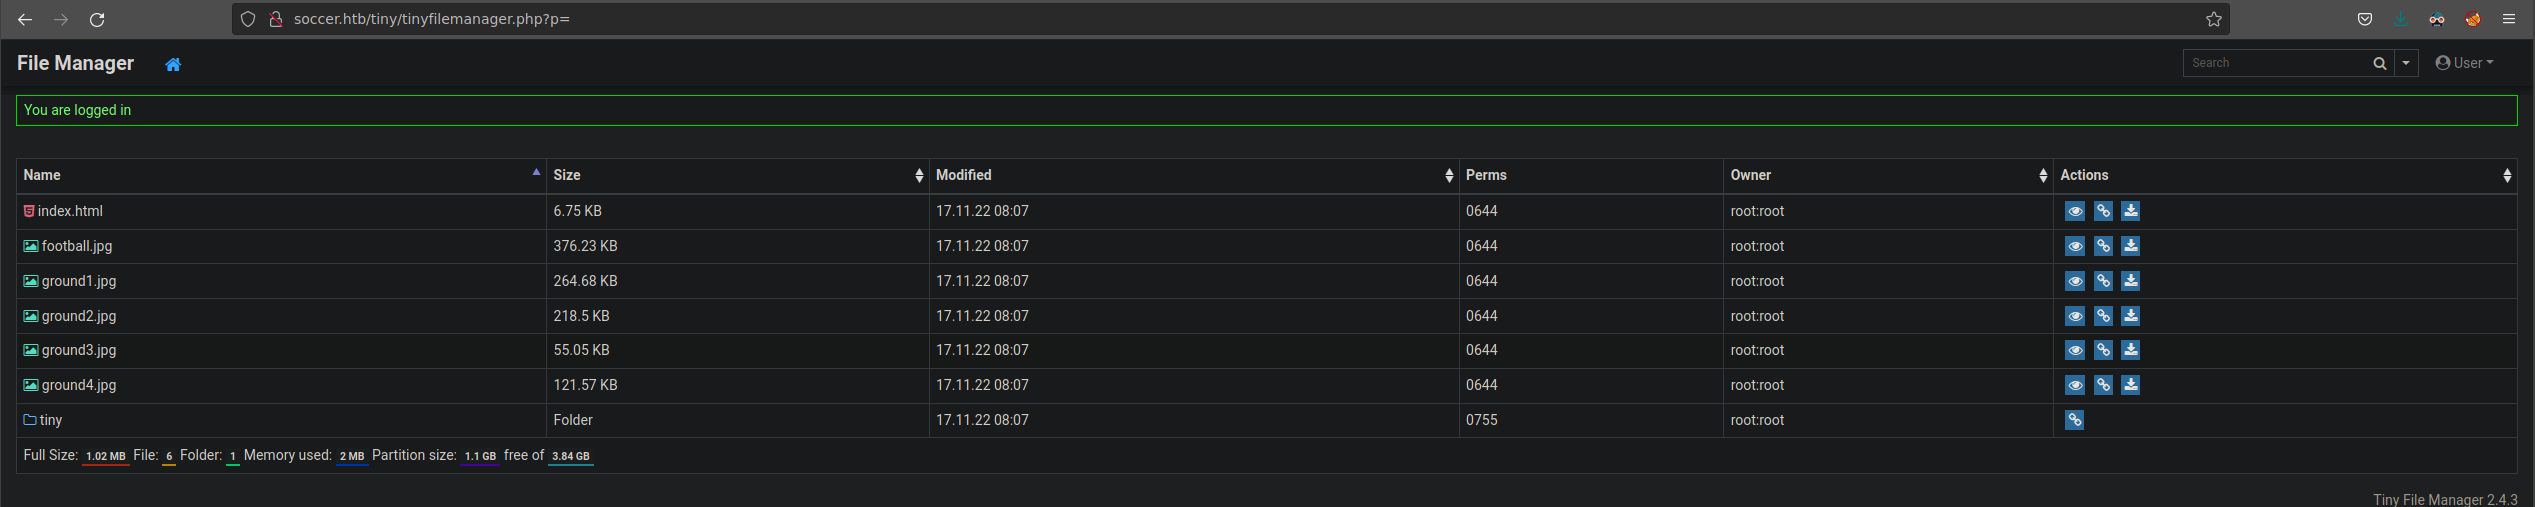 soccer.htb/tiny/tinyfilemanager.php?p=
File Manager Search User
You are logged in
Name Size Modified Perms Owner Actions
index.html 6.75 KB 17.11.22 08:07 0644 root:root
football.jpg 376.23 KB 17.11.22 08:07 0644 root:root
ground1.jpg 264.68 KB 17.11.22 08:07 0644 root:root
ground2.jpg 218.5 KB 17.11.22 08:07 0644 root:root
ground3.jpg 55.05 KB 17.11.22 08:07 0644 root:root
ground4.jpg 121.57 KB 17.11.22 08:07 0644 root:root
tiny Folder 17.11.22 08:07 0755 root:root
Full Size: 1.02 MB File: 6 Folder: 1 Memory used: 2 MB Partition size: 1.1 GB free of 3.84 GB
Tiny File Manager 2.4.3